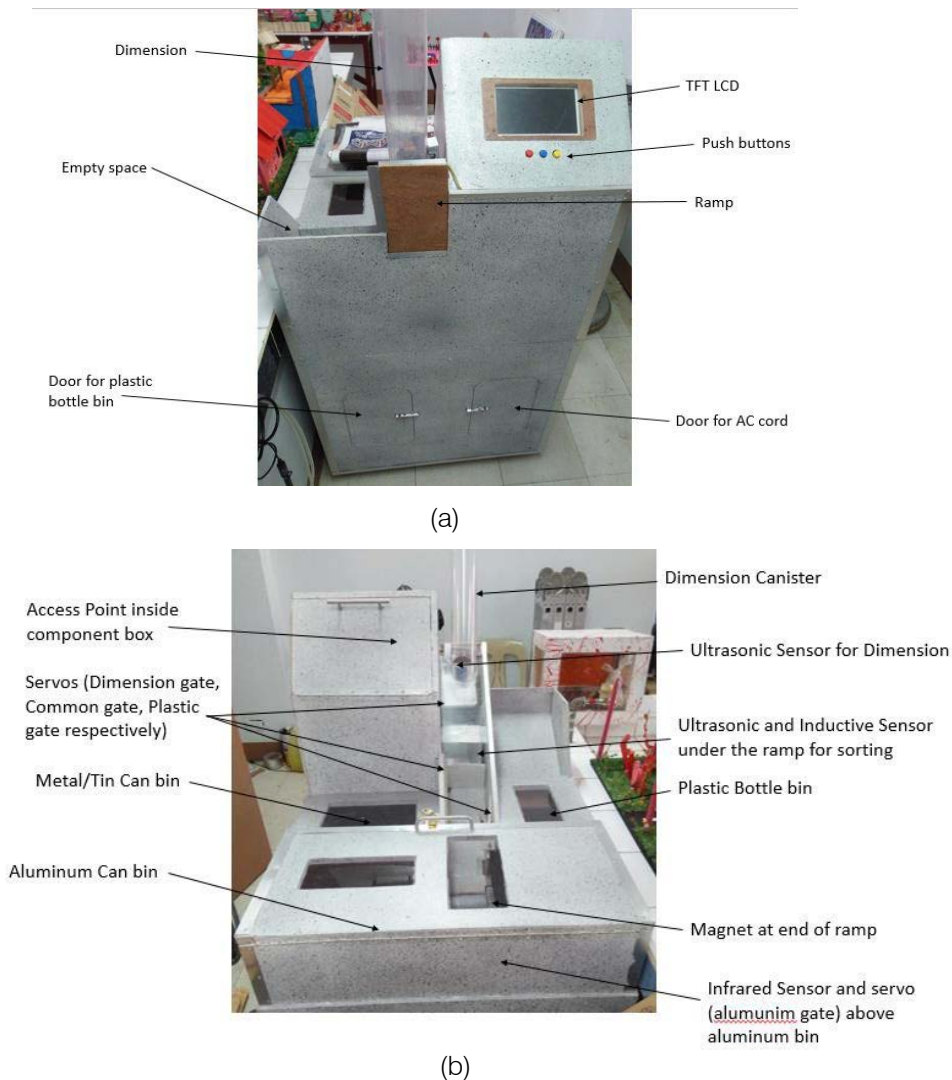 Dimension
TFT LCD
Push buttons
Empty space
Ramp
Door for plastic
bottle bin
Door for AC cord
(a)
Dimension Canister
Access Point inside
component box
Ultrasonic Sensor for Dimension
Servos (Dimension gate,
Common gate, Plastic
gate respectively)
Ultrasonic and Inductive Sensor
under the ramp for sorting
Metal/Tin Can bin
Plastic Bottle bin
Aluminum Can bin
Magnet at end of ramp
Infrared Sensor and servo
(alumunim gate) above
aluminum bin
(b)